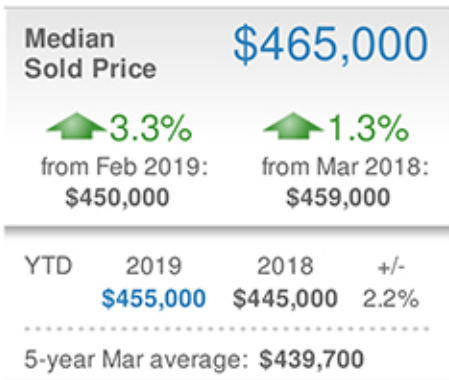 Median $465,000
Sold Price
3.3% 1.3%
from Feb 2019: from Mar 2018:
$450,000 $459,000
YTD 2019 2018 +/-
$455,000 $445,000 2.2%
5-year Mar average: $439,700